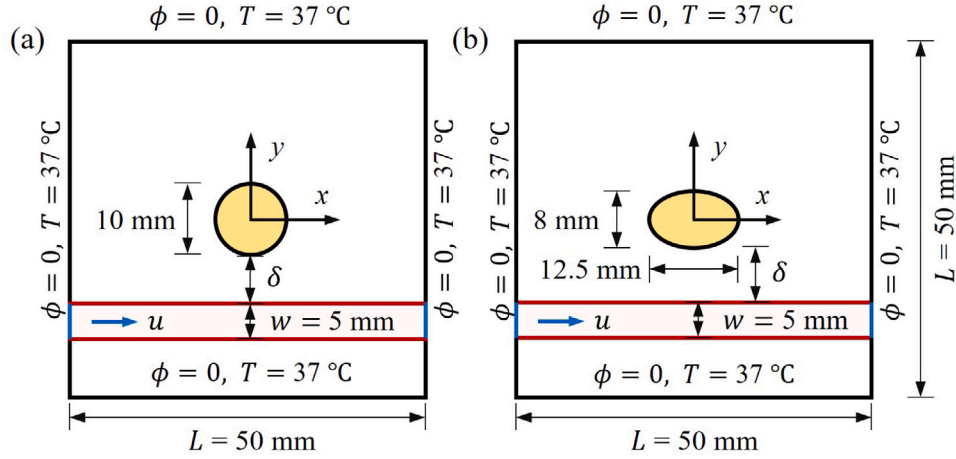 (a)
ϕ = 0, T = 37 °C
ϕ = 0, T = 37 °C
ϕ = 0, T = 37 °C
y
x
10 mm
δ
u
w = 5 mm
ϕ = 0, T = 37 °C
L = 50 mm
(b)
ϕ = 0, T = 37 °C
ϕ = 0, T = 37 °C
ϕ = 0, T = 37 °C
y
x
8 mm
12.5 mm
δ
u
w = 5 mm
ϕ = 0, T = 37 °C
L = 50 mm
L = 50 mm